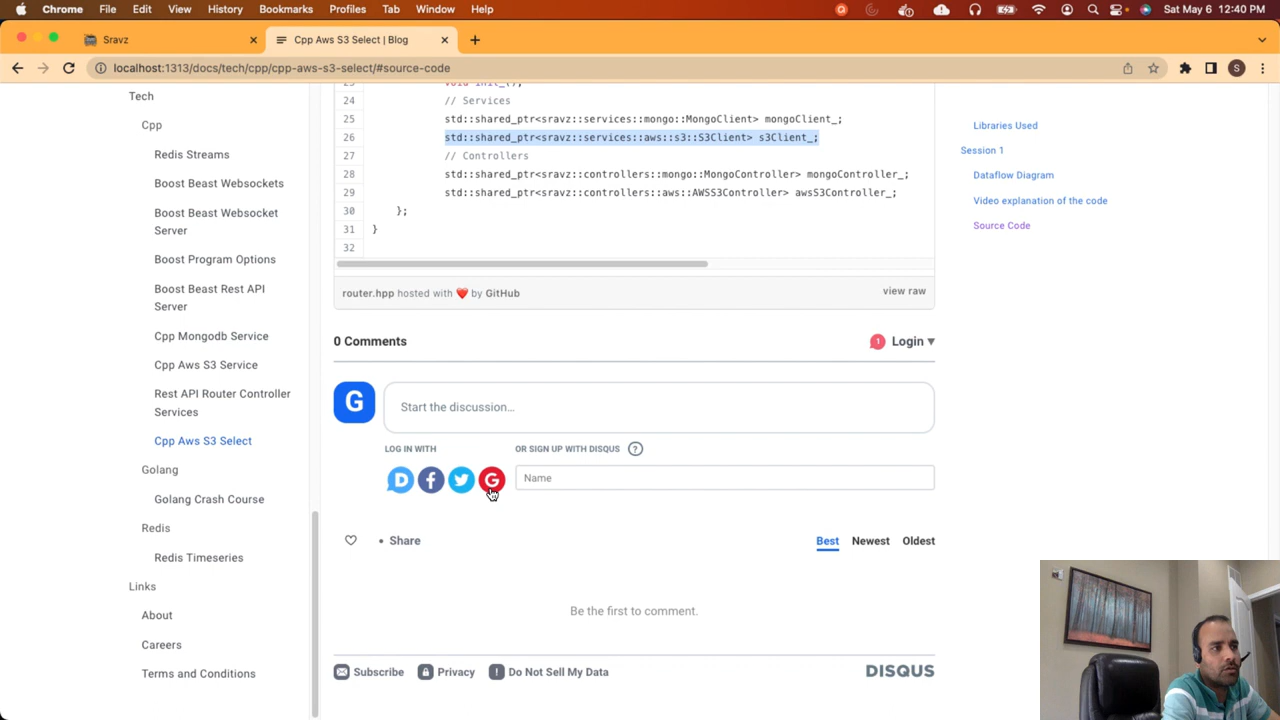 Chrome File Edit View History Bookmarks Profiles Tab Window Help Sat May 6 12:40 PM
Sravz
Cpp Aws S3 Select | Blog
localhost:1313/docs/tech/cpp/cpp-aws-s3-select/#source-code
S
Tech
Cpp
Redis Streams
Boost Beast Websockets
Boost Beast Websocket
Server
Boost Program Options
Boost Beast Rest API
Server
Cpp Mongodb Service
Cpp Aws S3 Service
Rest API Router Controller
Services
Cpp Aws S3 Select
Golang
Golang Crash Course
Redis
Redis Timeseries
Links
About
Careers
Terms and Conditions
24 // Services
25 std::shared_ptr<sravz::services::mongo::MongoClient> mongoClient_;
26 std::shared_ptr<sravz::services::aws::s3::S3Client> s3Client_;
27 // Controllers
28 std::shared_ptr<sravz::controllers::mongo::MongoController> mongoController_;
29 std::shared_ptr<sravz::controllers::aws::AWSS3Controller> awsS3Controller_;
30 };
31 }
32
router.hpp hosted with ❤ by GitHub view raw
0 Comments
1 Login ▼
G
Start the discussion...
LOG IN WITH
OR SIGN UP WITH DISQUS ?
D f G
Name
• Share
Best Newest Oldest
Be the first to comment.
Subscribe Privacy ! Do Not Sell My Data
DISQUS
Libraries Used
Session 1
Dataflow Diagram
Video explanation of the code
Source Code